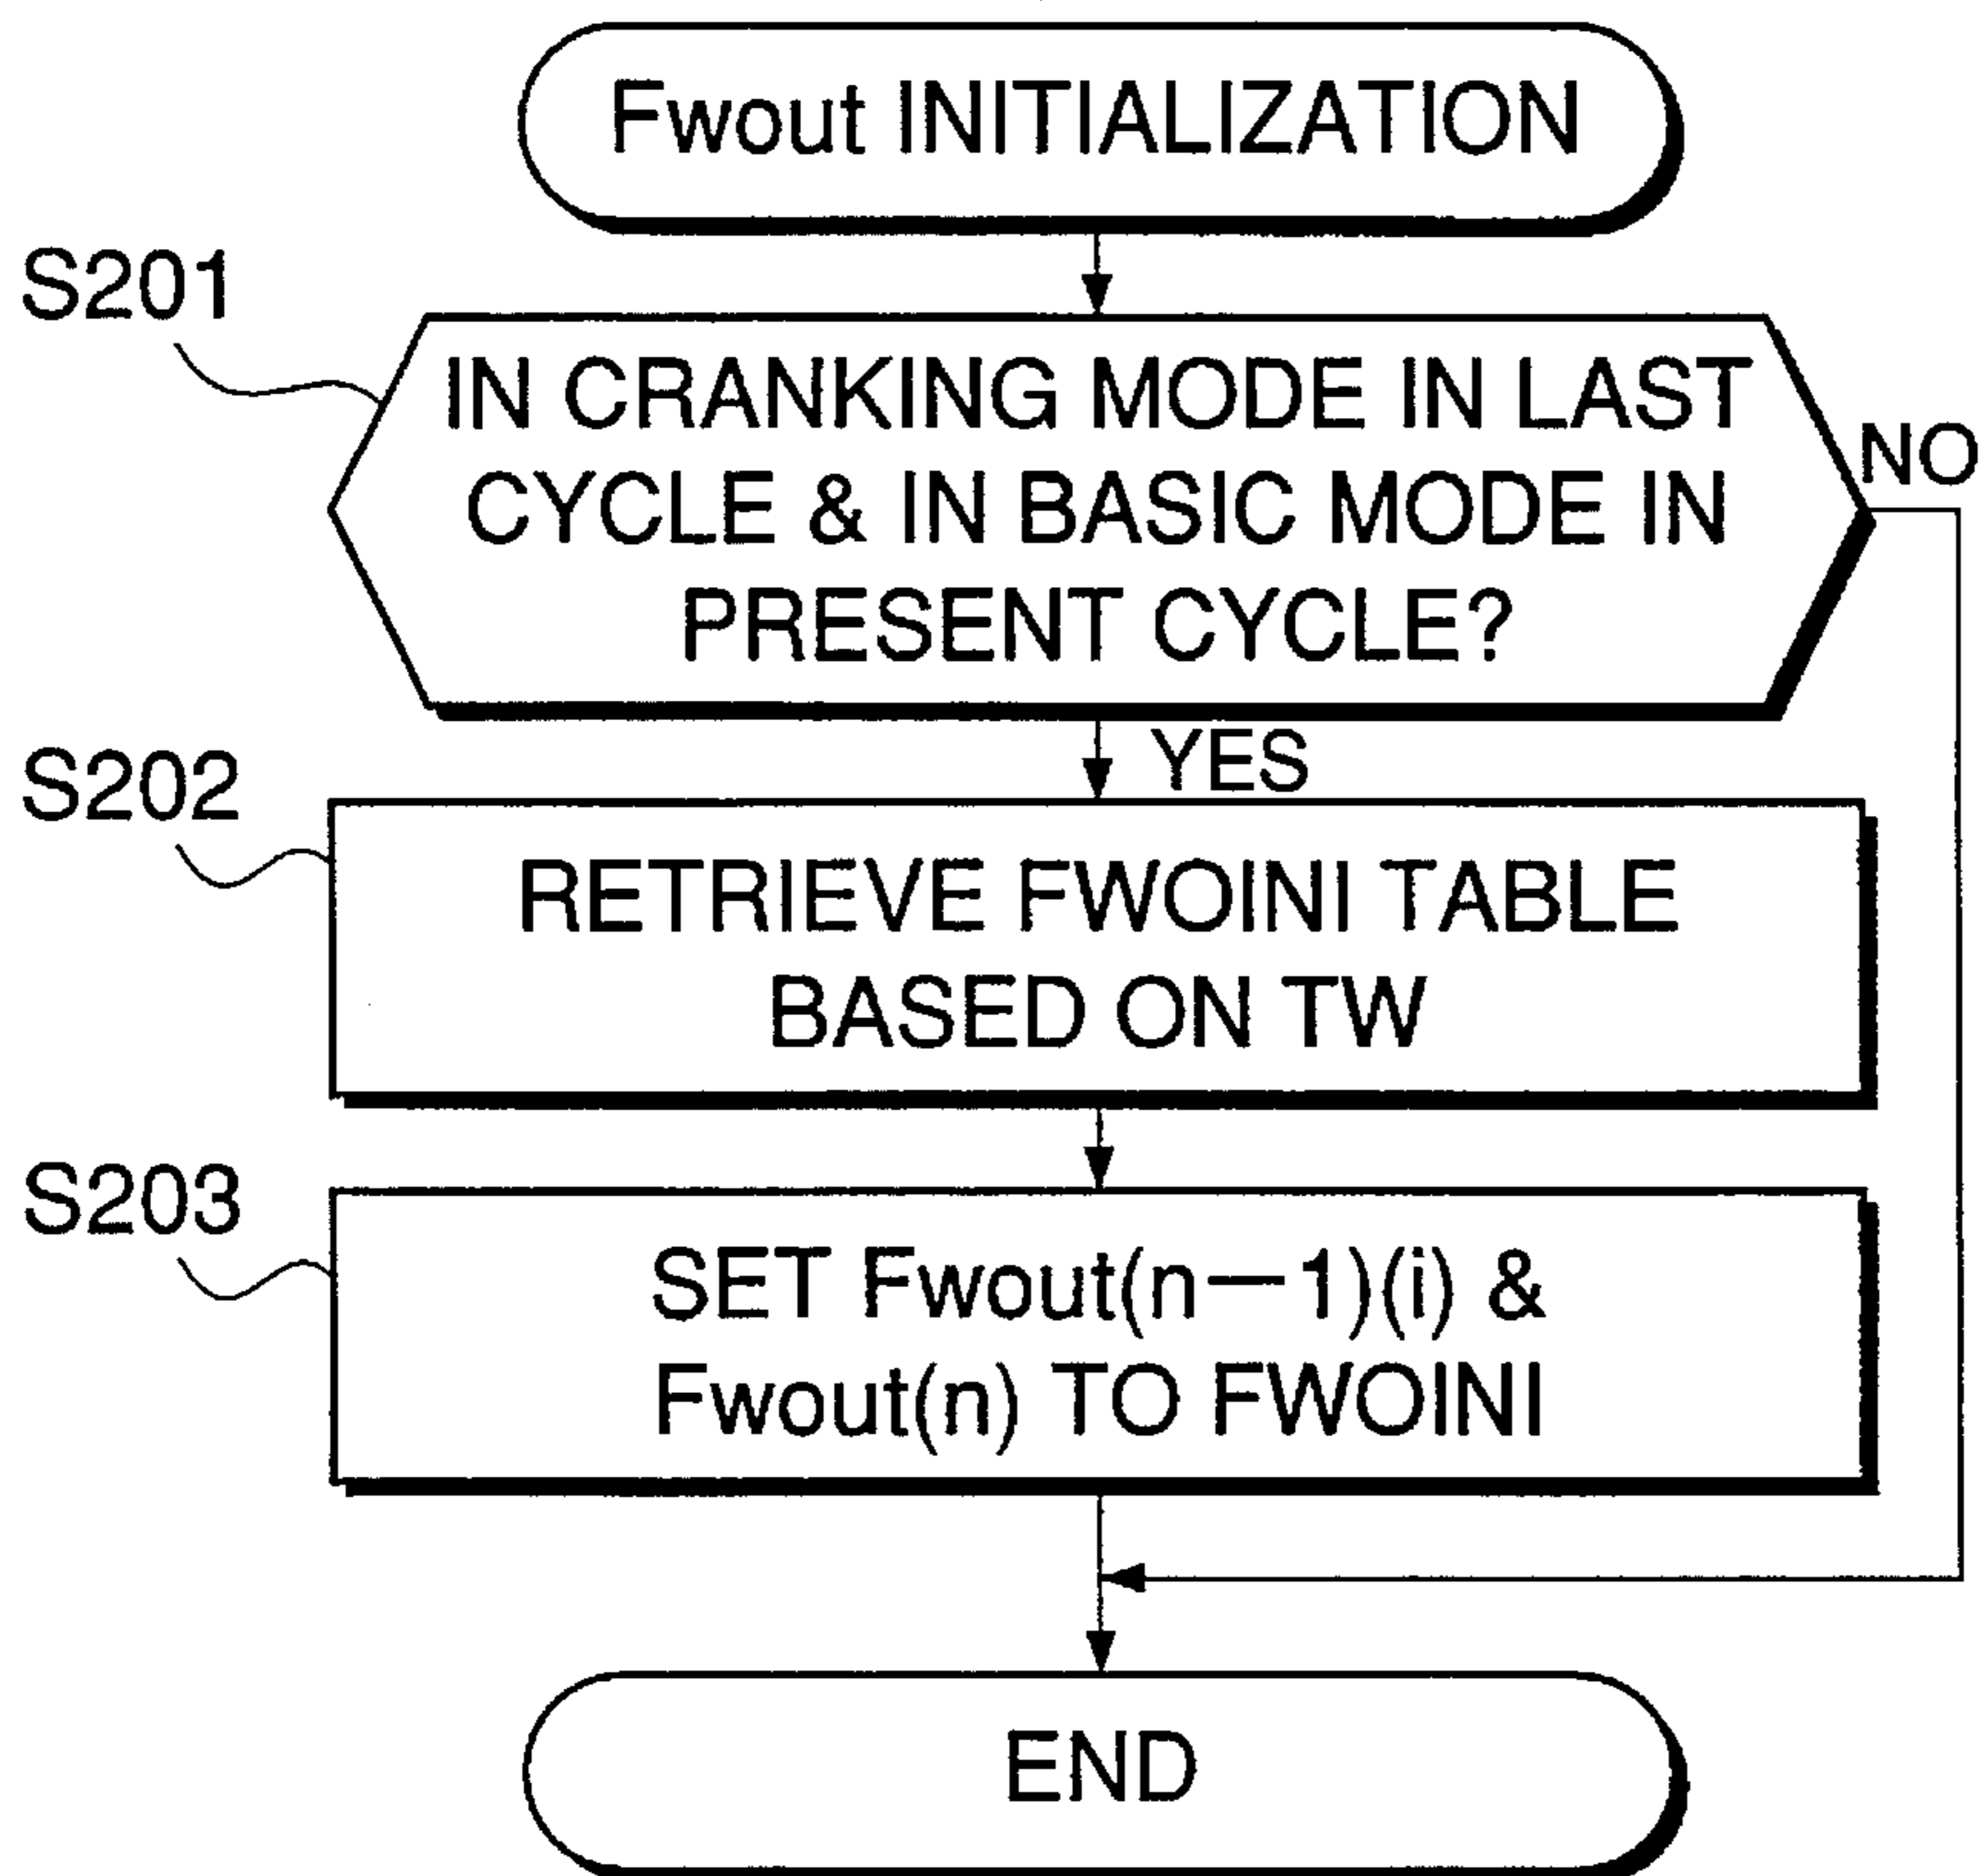 Fwout INITIALIZATION
S201
IN CRANKING MODE IN LAST
CYCLE & IN BASIC MODE IN
PRESENT CYCLE?
NO
YES
S202
RETRIEVE FWOINI TABLE
BASED ON TW
S203
SET Fwout(n—1)(i) &
Fwout(n) TO FWOINI
END